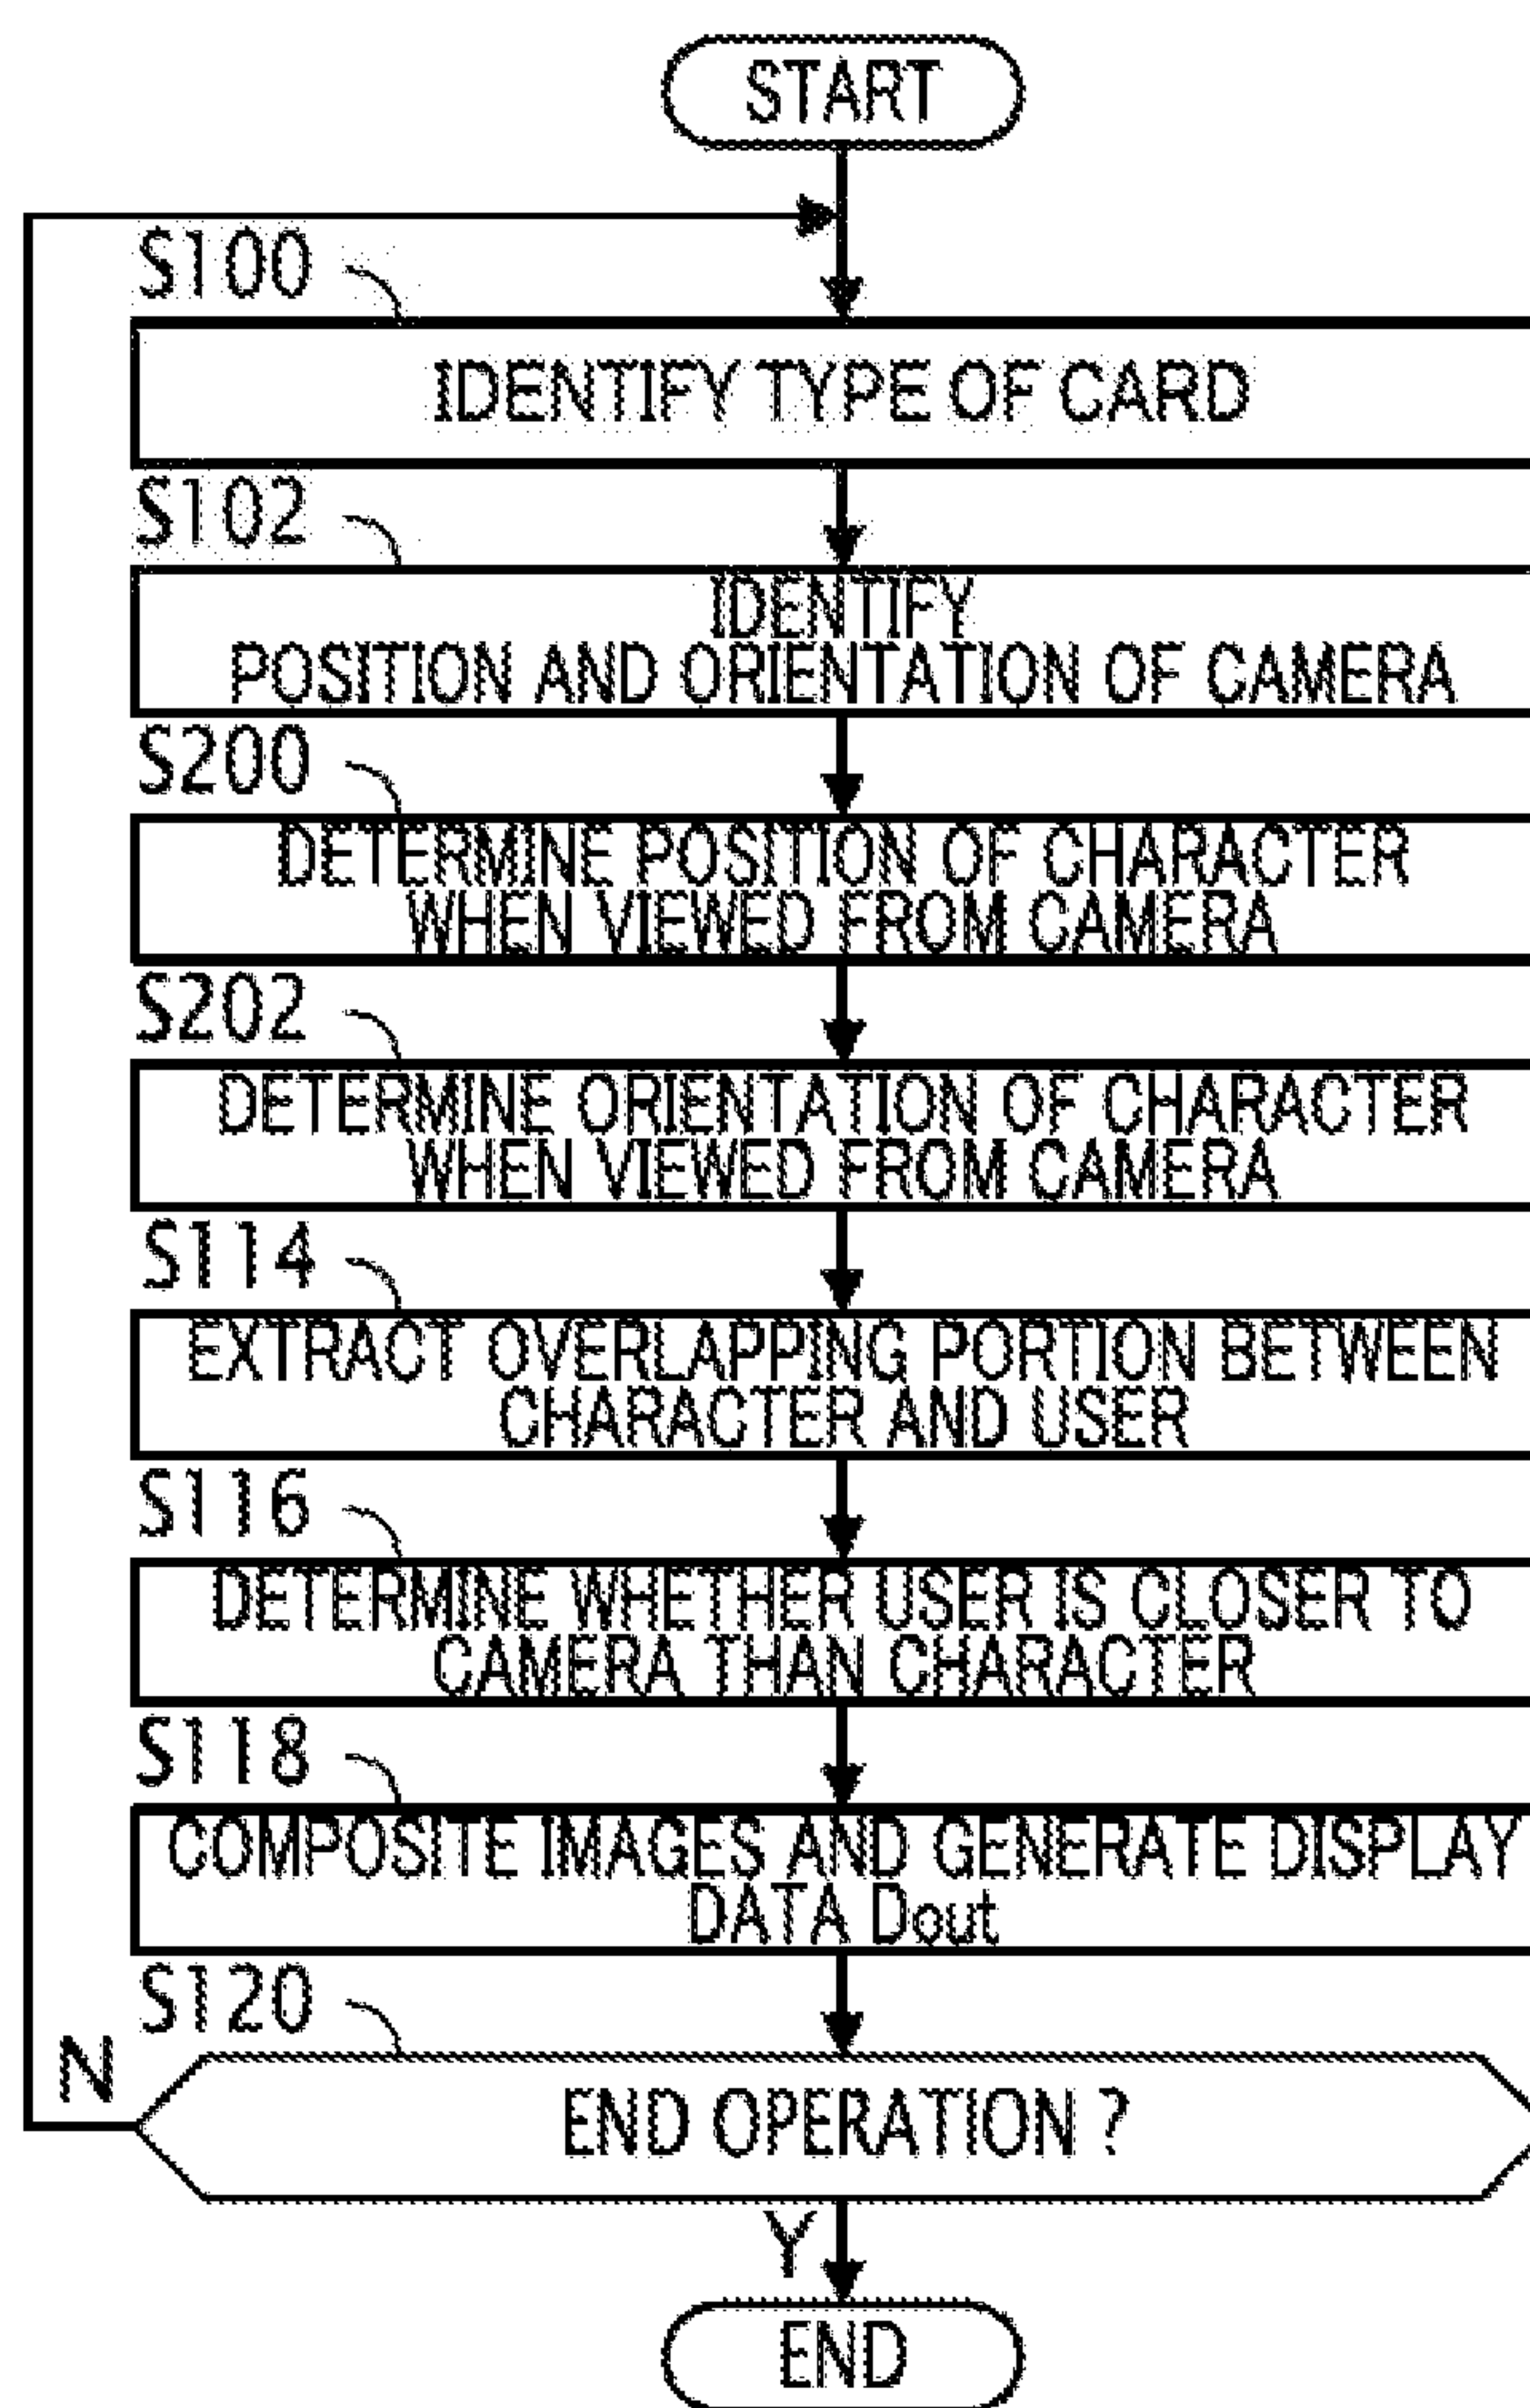 START
S100
IDENTIFY TYPE OF CARD
S102
IDENTIFY
POSITION AND ORIENTATION OF CAMERA
S200
DETERMINE POSITION OF CHARACTER
WHEN VIEWED FROM CAMERA
S202
DETERMINE ORIENTATION OF CHARACTER
WHEN VIEWED FROM CAMERA
S114
EXTRACT OVERLAPPING PORTION BETWEEN
CHARACTER AND USER
S116
DETERMINE WHETHER USER IS CLOSER TO
CAMERA THAN CHARACTER
S118
COMPOSITE IMAGES AND GENERATE DISPLAY
DATA Dout
S120
N
END OPERATION ?
Y
END